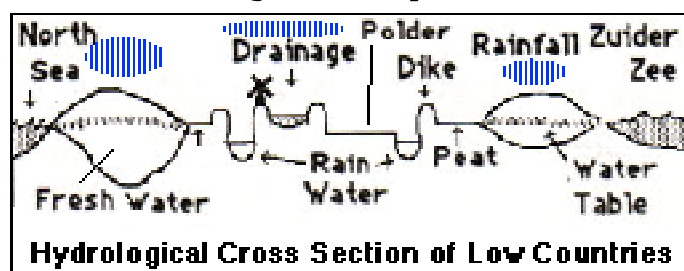 North Sea
Drainage
Polder
Dike
Rainfall
Zuider Zee
Fresh Water
Rain Water
Peat
Water Table
Hydrological Cross Section of Low Countries